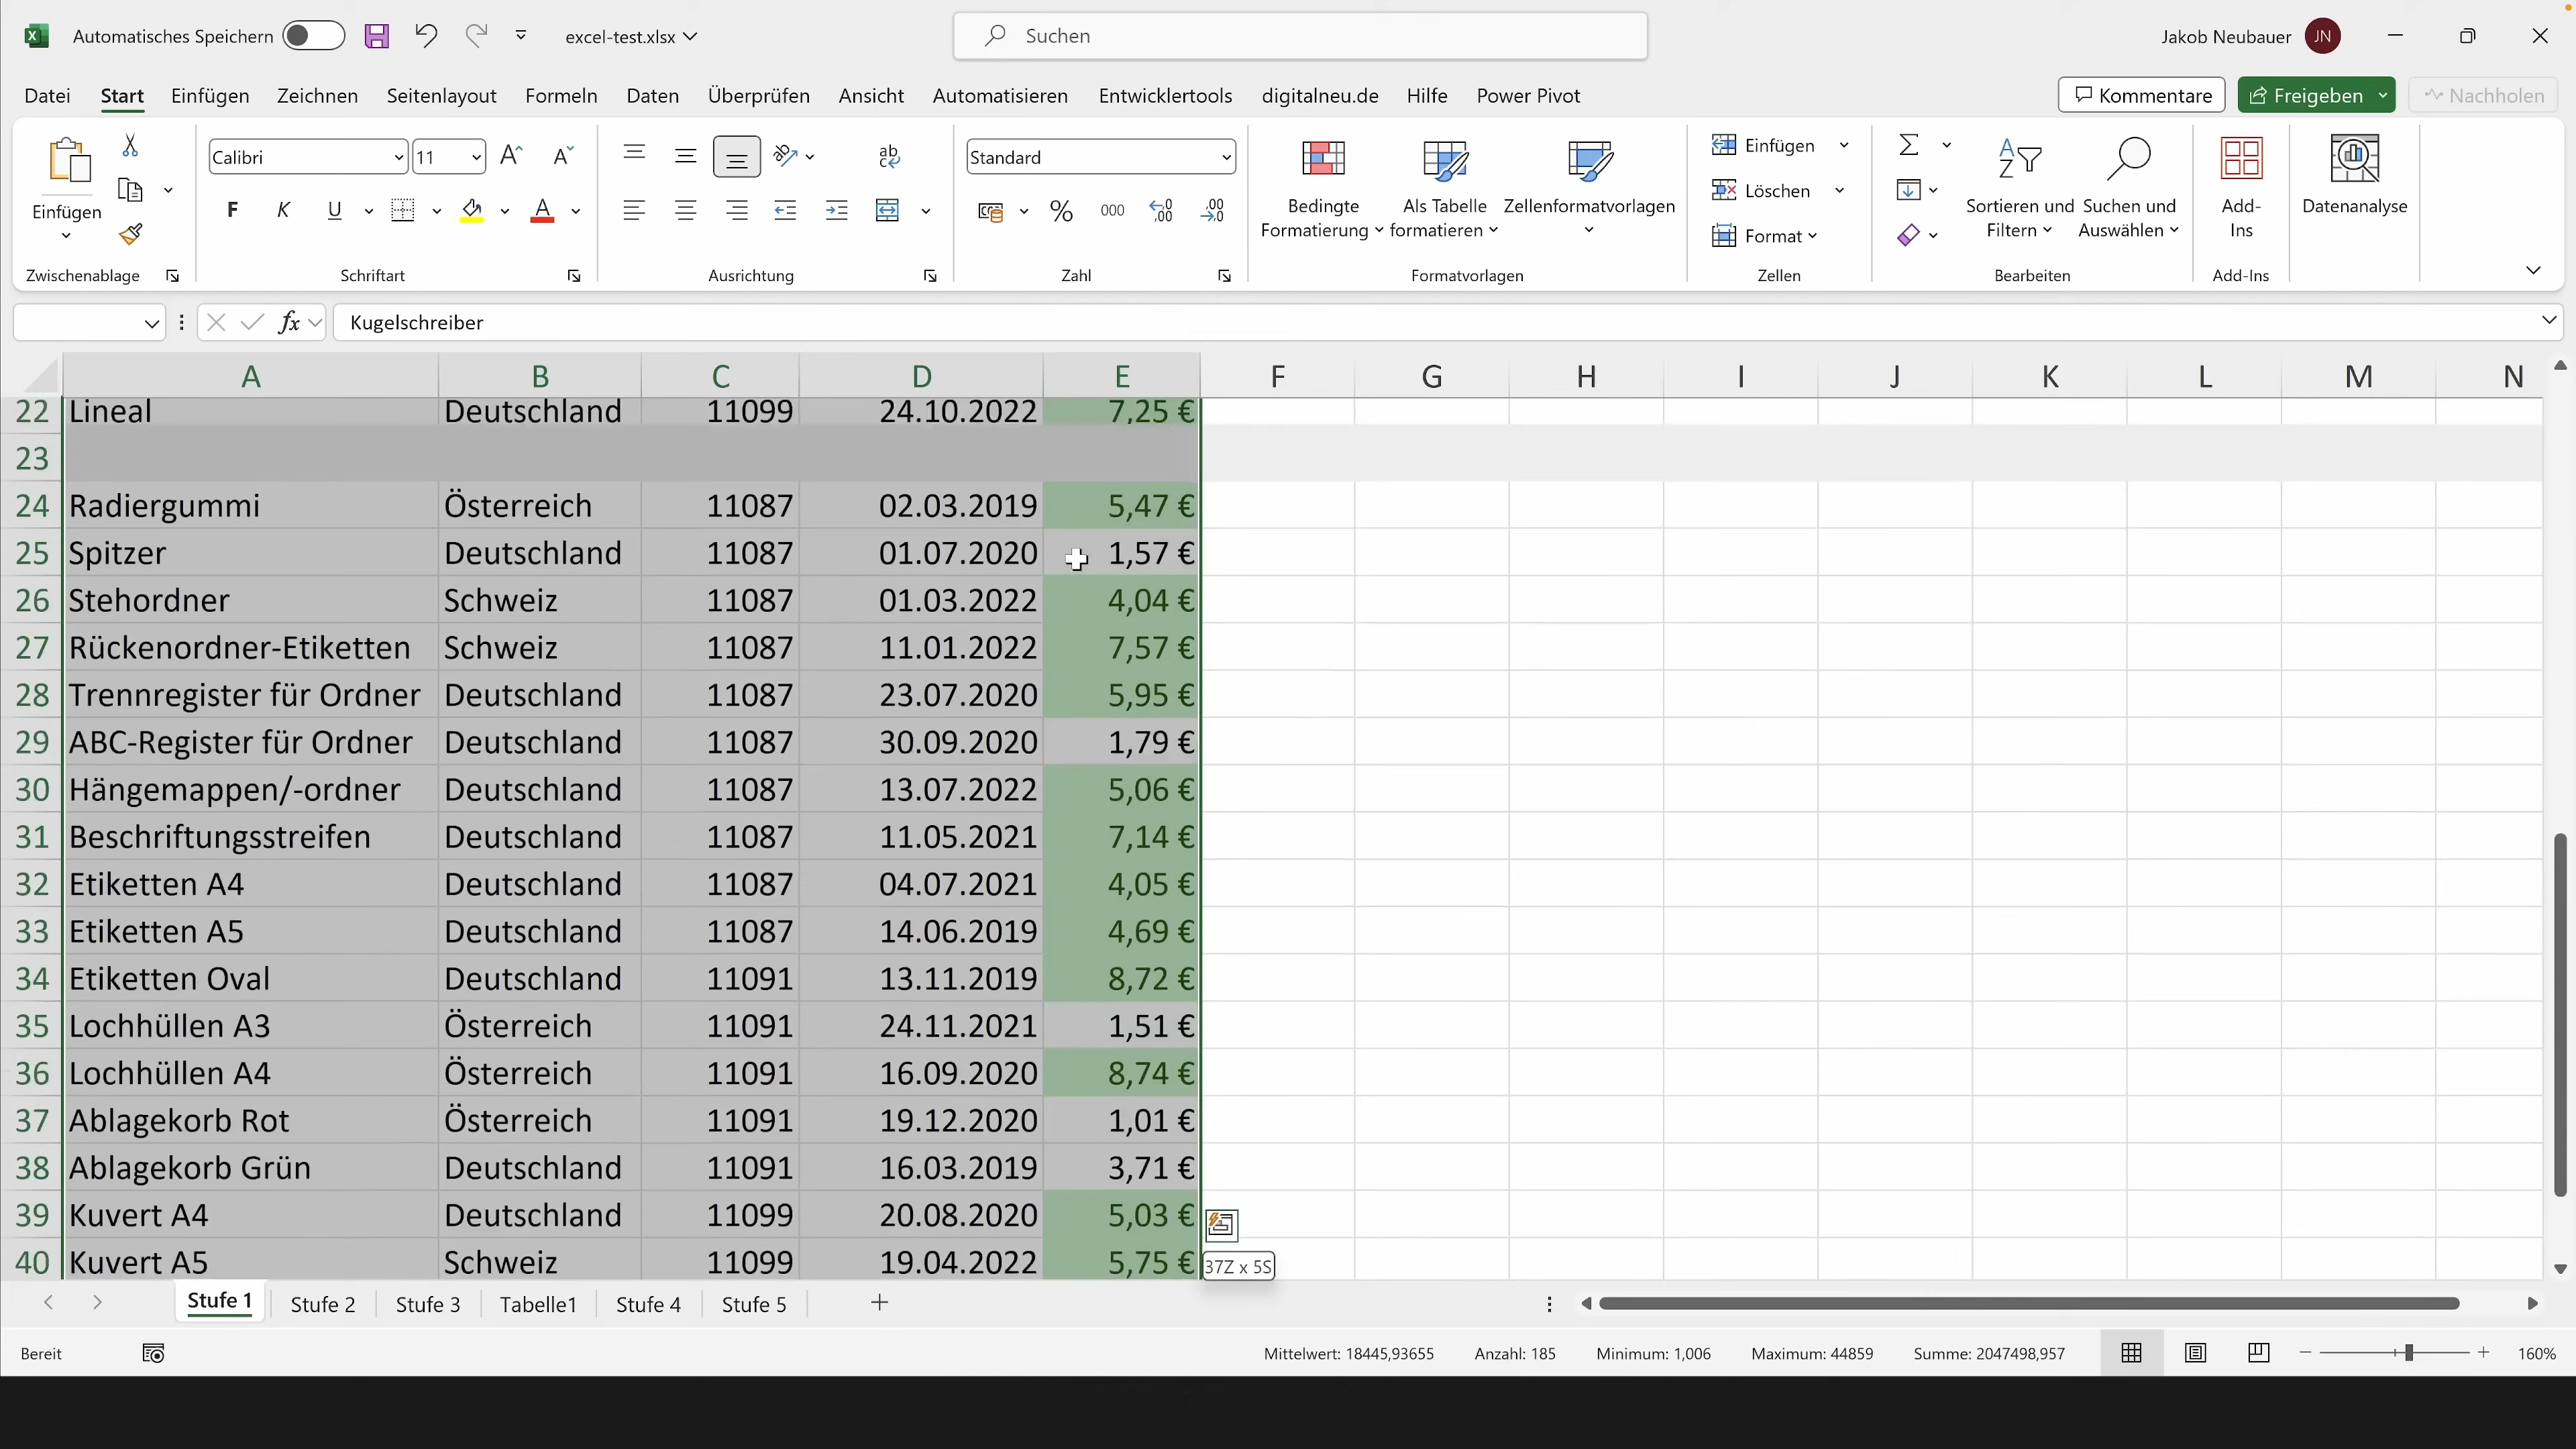 Automatisches Speichern
excel-test.xlsx
Suchen
Jakob Neubauer
JN
Datei Start Einfügen Zeichnen Seitenlayout Formeln Daten Überprüfen Ansicht Automatisieren Entwicklertools digitalneu.de Hilfe Power Pivot
Kommentare
Freigeben
Nachholen
Einfügen
Zwischenablage
Calibri
11
F K U
Schriftart
Ausrichtung
Standard
% 000
Zahl
Bedingte
Formatierung
Als Tabelle
formatieren
Zellenformatvorlagen
Formatvorlagen
Einfügen
Löschen
Format
Zellen
Sortieren und
Filtern
Suchen und
Auswählen
Bearbeiten
Add-
Ins
Add-Ins
Datenanalyse
fx Kugelschreiber
A B C D E F G H I J K L M N
22 Lineal Deutschland 11099 24.10.2022 7,25 €
23
24 Radiergummi Österreich 11087 02.03.2019 5,47 €
25 Spitzer Deutschland 11087 01.07.2020 1,57 €
26 Stehordner Schweiz 11087 01.03.2022 4,04 €
27 Rückenordner-Etiketten Schweiz 11087 11.01.2022 7,57 €
28 Trennregister für Ordner Deutschland 11087 23.07.2020 5,95 €
29 ABC-Register für Ordner Deutschland 11087 30.09.2020 1,79 €
30 Hängemappen/-ordner Deutschland 11087 13.07.2022 5,06 €
31 Beschriftungsstreifen Deutschland 11087 11.05.2021 7,14 €
32 Etiketten A4 Deutschland 11087 04.07.2021 4,05 €
33 Etiketten A5 Deutschland 11087 14.06.2019 4,69 €
34 Etiketten Oval Deutschland 11091 13.11.2019 8,72 €
35 Lochhüllen A3 Österreich 11091 24.11.2021 1,51 €
36 Lochhüllen A4 Österreich 11091 16.09.2020 8,74 €
37 Ablagekorb Rot Österreich 11091 19.12.2020 1,01 €
38 Ablagekorb Grün Deutschland 11091 16.03.2019 3,71 €
39 Kuvert A4 Deutschland 11099 20.08.2020 5,03 €
40 Kuvert A5 Schweiz 11099 19.04.2022 5,75 €
37Z x 5S
Stufe 1 Stufe 2 Stufe 3 Tabelle1 Stufe 4 Stufe 5
Bereit
Mittelwert: 18445,93655 Anzahl: 185 Minimum: 1,006 Maximum: 44859 Summe: 2047498,957
160%